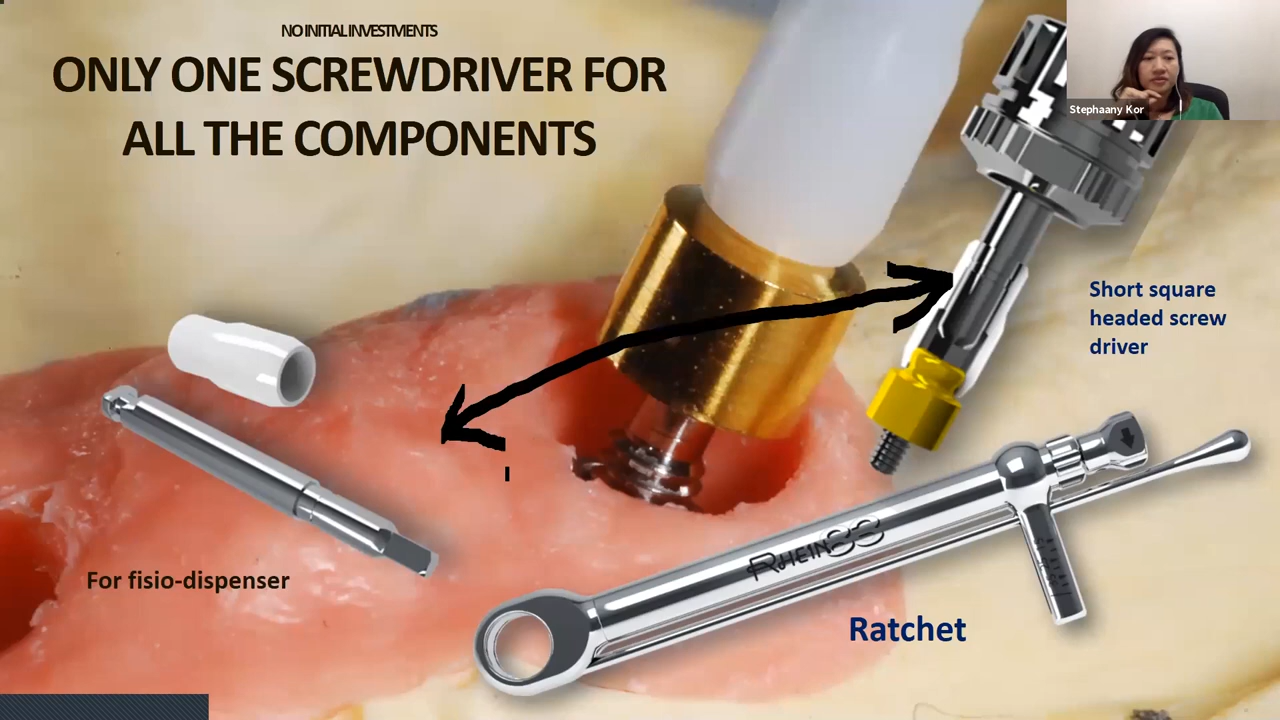 NO INITIAL INVESTMENTS
ONLY ONE SCREWDRIVER FOR
ALL THE COMPONENTS
Stephaany Kor
Short square
headed screw
driver
RHEIN83
For fisio-dispenser
Ratchet